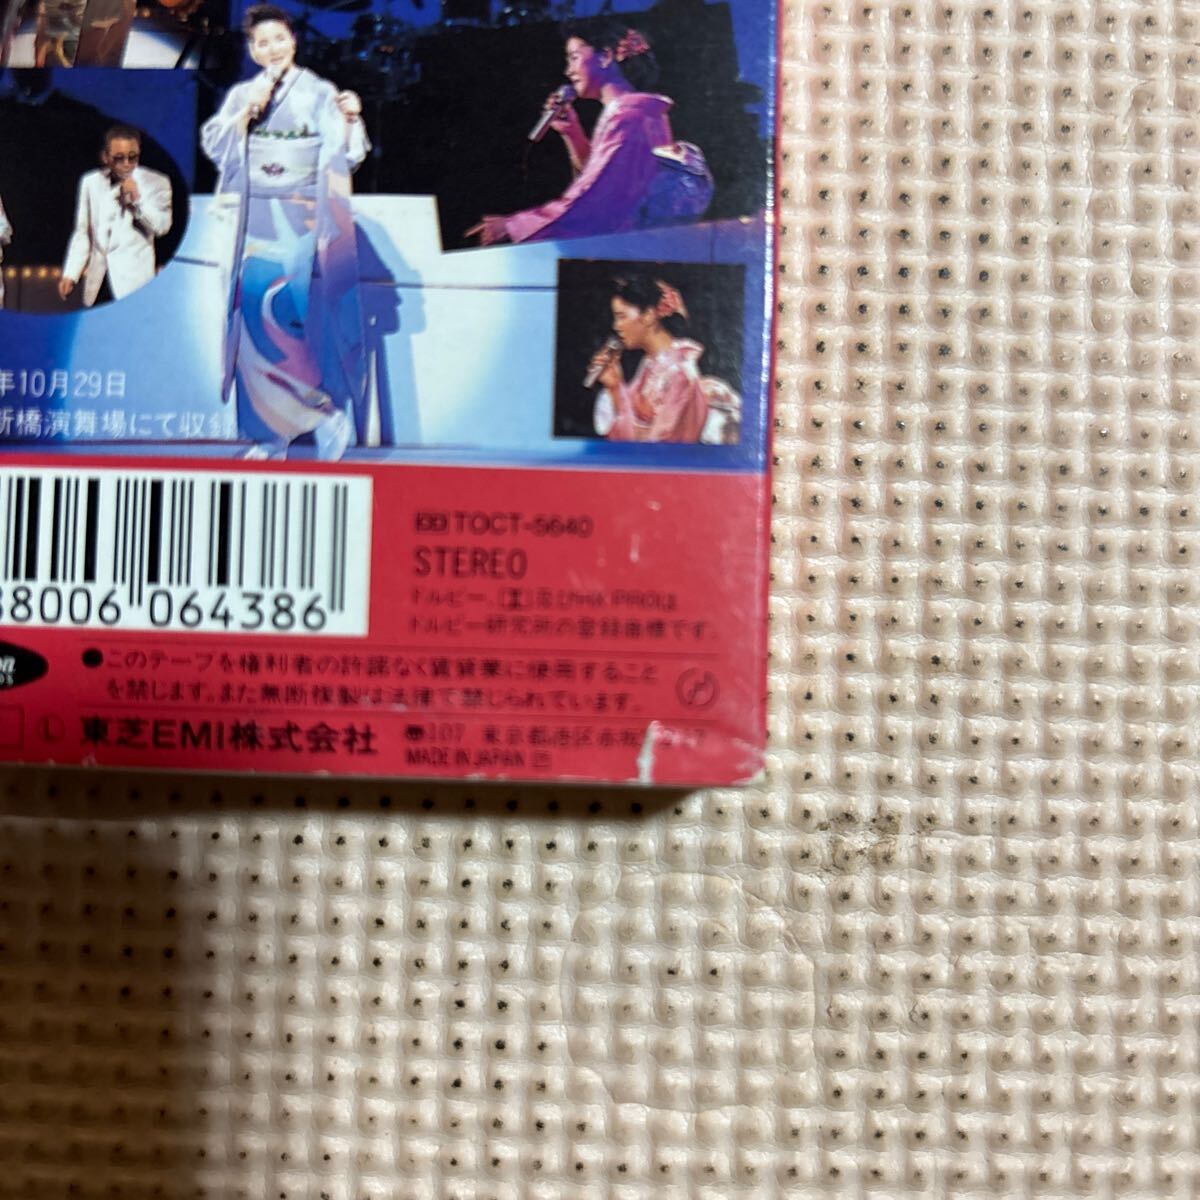 年10月29日
新橋演舞場にて収録
TOCT-5640
STEREO
88006 064386
ドルビー、
ドルビー研究所の登録商標です。
●このテープを権利者の許諾なく賃貸業に使用すること
を禁じます。また無断複製は法律で禁じられています。
Ⓛ 東芝EMI株式会社 〒107 東京都港区赤坂
MADE IN JAPAN